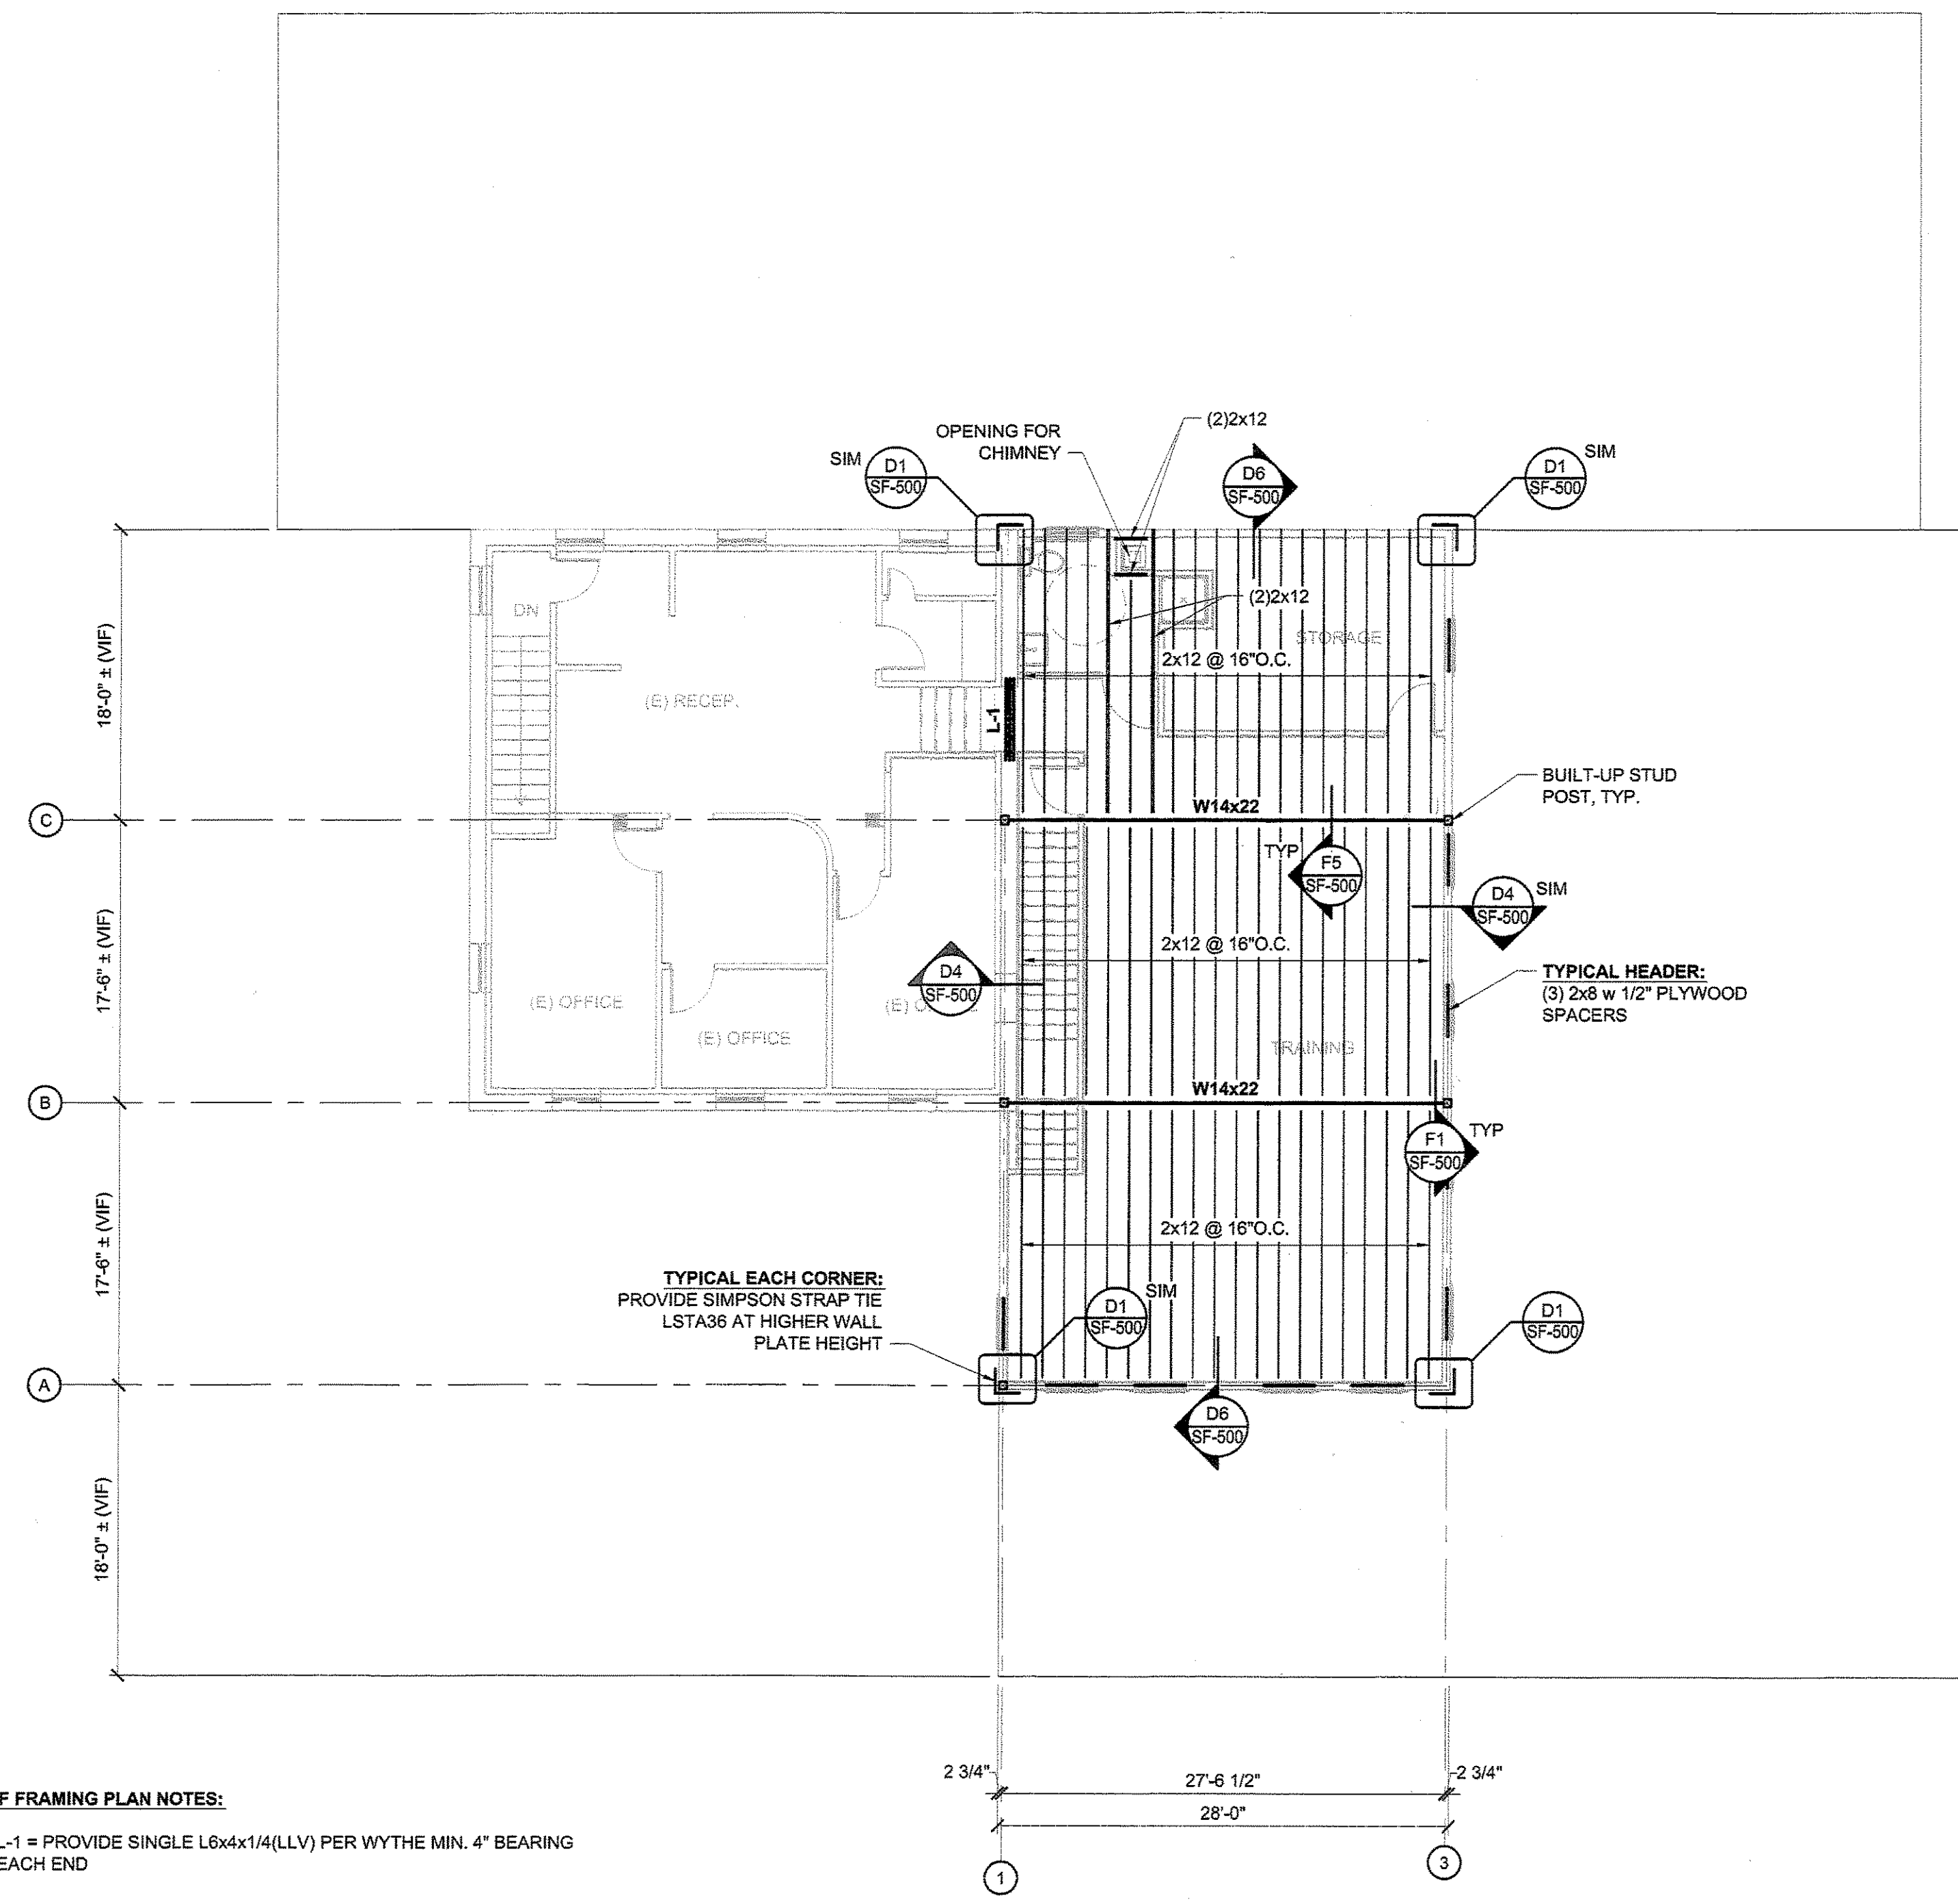 (2)2x12
OPENING FOR
CHIMNEY
SIM
D1
SF-500
D6
SF-500
D1
SF-500
SIM
DN
(2)2x12
STORAGE
18'-0" ± (VIF)
2x12 @ 16"O.C.
(E) RECEP.
L-1
BUILT-UP STUD
POST, TYP.
W14x22
C
TYP
F5
SF-500
D4
SF-500
SIM
17'-6" ± (VIF)
2x12 @ 16"O.C.
D4
SF-500
TYPICAL HEADER:
(3) 2x8 w 1/2" PLYWOOD
SPACERS
(E) OFFICE
(E)
(E) OFFICE
TRAINING
W14x22
B
F1
SF-500
TYP
17'-6" ± (VIF)
2x12 @ 16"O.C.
TYPICAL EACH CORNER:
PROVIDE SIMPSON STRAP TIE
LSTA36 AT HIGHER WALL
PLATE HEIGHT
SIM
D1
SF-500
D1
SF-500
A
D6
SF-500
18'-0" ± (VIF)
2 3/4"
27'-6 1/2"
2 3/4"
28'-0"
F FRAMING PLAN NOTES:
L-1 = PROVIDE SINGLE L6x4x1/4(LLV) PER WYTHE MIN. 4" BEARING
EACH END
1
3